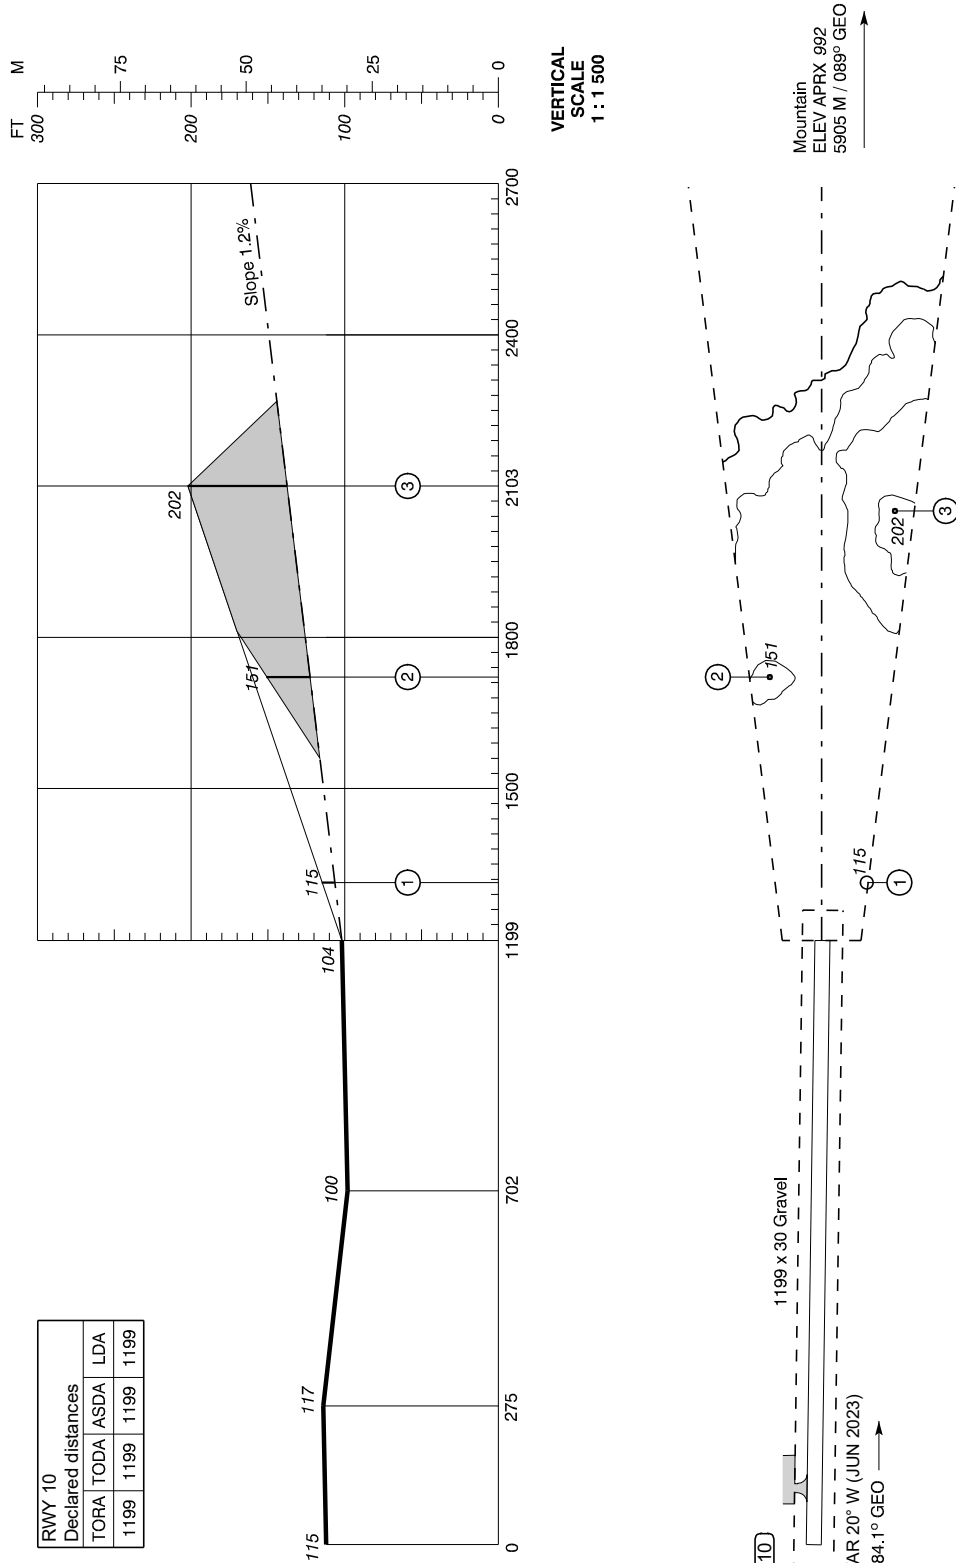 RWY 10
Declared distances
TORA TODA ASDA LDA
1199 1199 1199 1199
FT M
300
200
100
0
75
50
25
0
VERTICAL
SCALE
1 : 1 500
Slope 1.2%
115
117
100
104
115
151
202
1
2
3
0
275
702
1199
1500
1800
2103
2400
2700
10
AR 20° W (JUN 2023)
84.1° GEO
1199 x 30 Gravel
115
1
2
151
202
3
Mountain
ELEV APRX 992
5905 M / 089° GEO